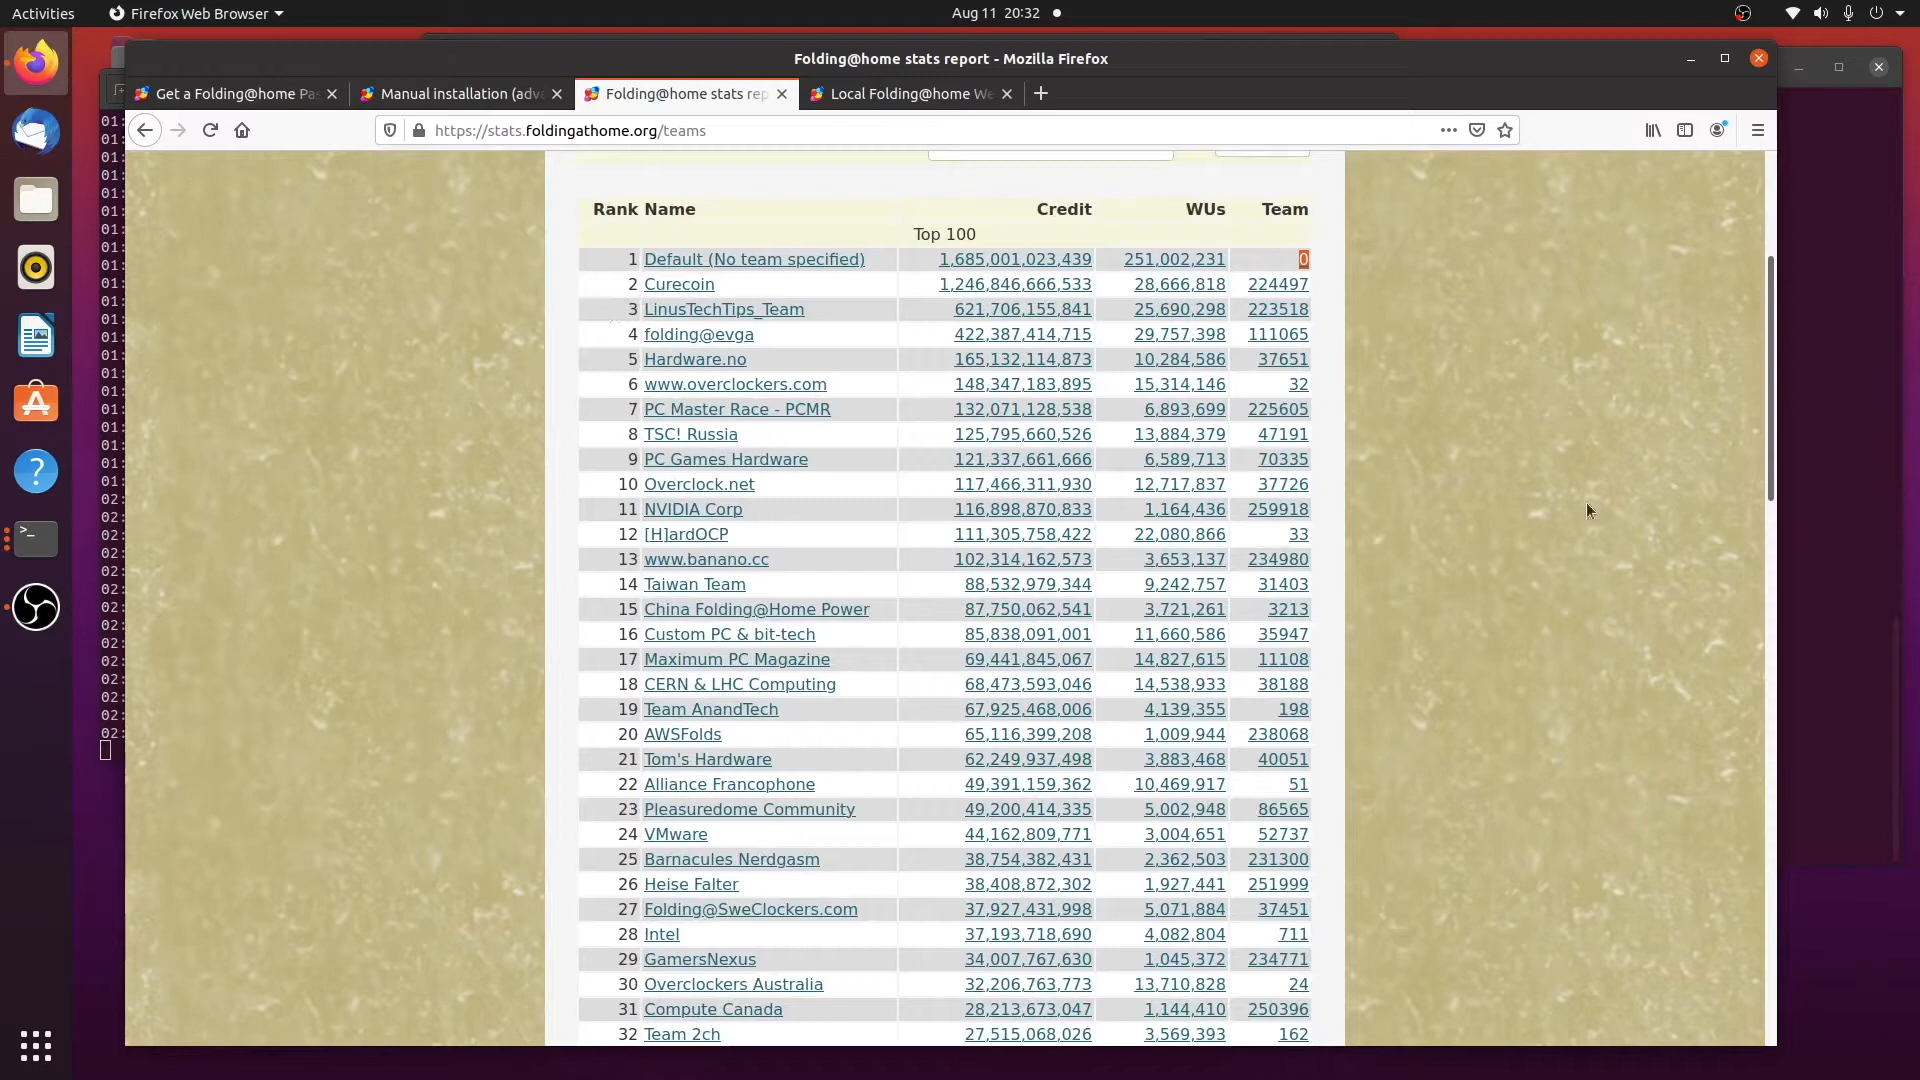 Activities Firefox Web Browser Aug 11 20:32
Folding@home stats report - Mozilla Firefox
Get a Folding@home Pas Manual installation (adva Folding@home stats rep Local Folding@home We
https://stats.foldingathome.org/teams
Rank Name Credit WUs Team
Top 100
1 Default (No team specified) 1,685,001,023,439 251,002,231 0
2 Curecoin 1,246,846,666,533 28,666,818 224497
3 LinusTechTips_Team 621,706,155,841 25,690,298 223518
4 folding@evga 422,387,414,715 29,757,398 111065
5 Hardware.no 165,132,114,873 10,284,586 37651
6 www.overclockers.com 148,347,183,895 15,314,146 32
7 PC Master Race - PCMR 132,071,128,538 6,893,699 225605
8 TSC! Russia 125,795,660,526 13,884,379 47191
9 PC Games Hardware 121,337,661,666 6,589,713 70335
10 Overclock.net 117,466,311,930 12,717,837 37726
11 NVIDIA Corp 116,898,870,833 1,164,436 259918
12 [H]ardOCP 111,305,758,422 22,080,866 33
13 www.banano.cc 102,314,162,573 3,653,137 234980
14 Taiwan Team 88,532,979,344 9,242,757 31403
15 China Folding@Home Power 87,750,062,541 3,721,261 3213
16 Custom PC & bit-tech 85,838,091,001 11,660,586 35947
17 Maximum PC Magazine 69,441,845,067 14,827,615 11108
18 CERN & LHC Computing 68,473,593,046 14,538,933 38188
19 Team AnandTech 67,925,468,006 4,139,355 198
20 AWSFolds 65,116,399,208 1,009,944 238068
21 Tom's Hardware 62,249,937,498 3,883,468 40051
22 Alliance Francophone 49,391,159,362 10,469,917 51
23 Pleasuredome Community 49,200,414,335 5,002,948 86565
24 VMware 44,162,809,771 3,004,651 52737
25 Barnacules Nerdgasm 38,754,382,431 2,362,503 231300
26 Heise Falter 38,408,872,302 1,927,441 251999
27 Folding@SweClockers.com 37,927,431,998 5,071,884 37451
28 Intel 37,193,718,690 4,082,804 711
29 GamersNexus 34,007,767,630 1,045,372 234771
30 Overclockers Australia 32,206,763,773 13,710,828 24
31 Compute Canada 28,213,673,047 1,144,410 250396
32 Team 2ch 27,515,068,026 3,569,393 162